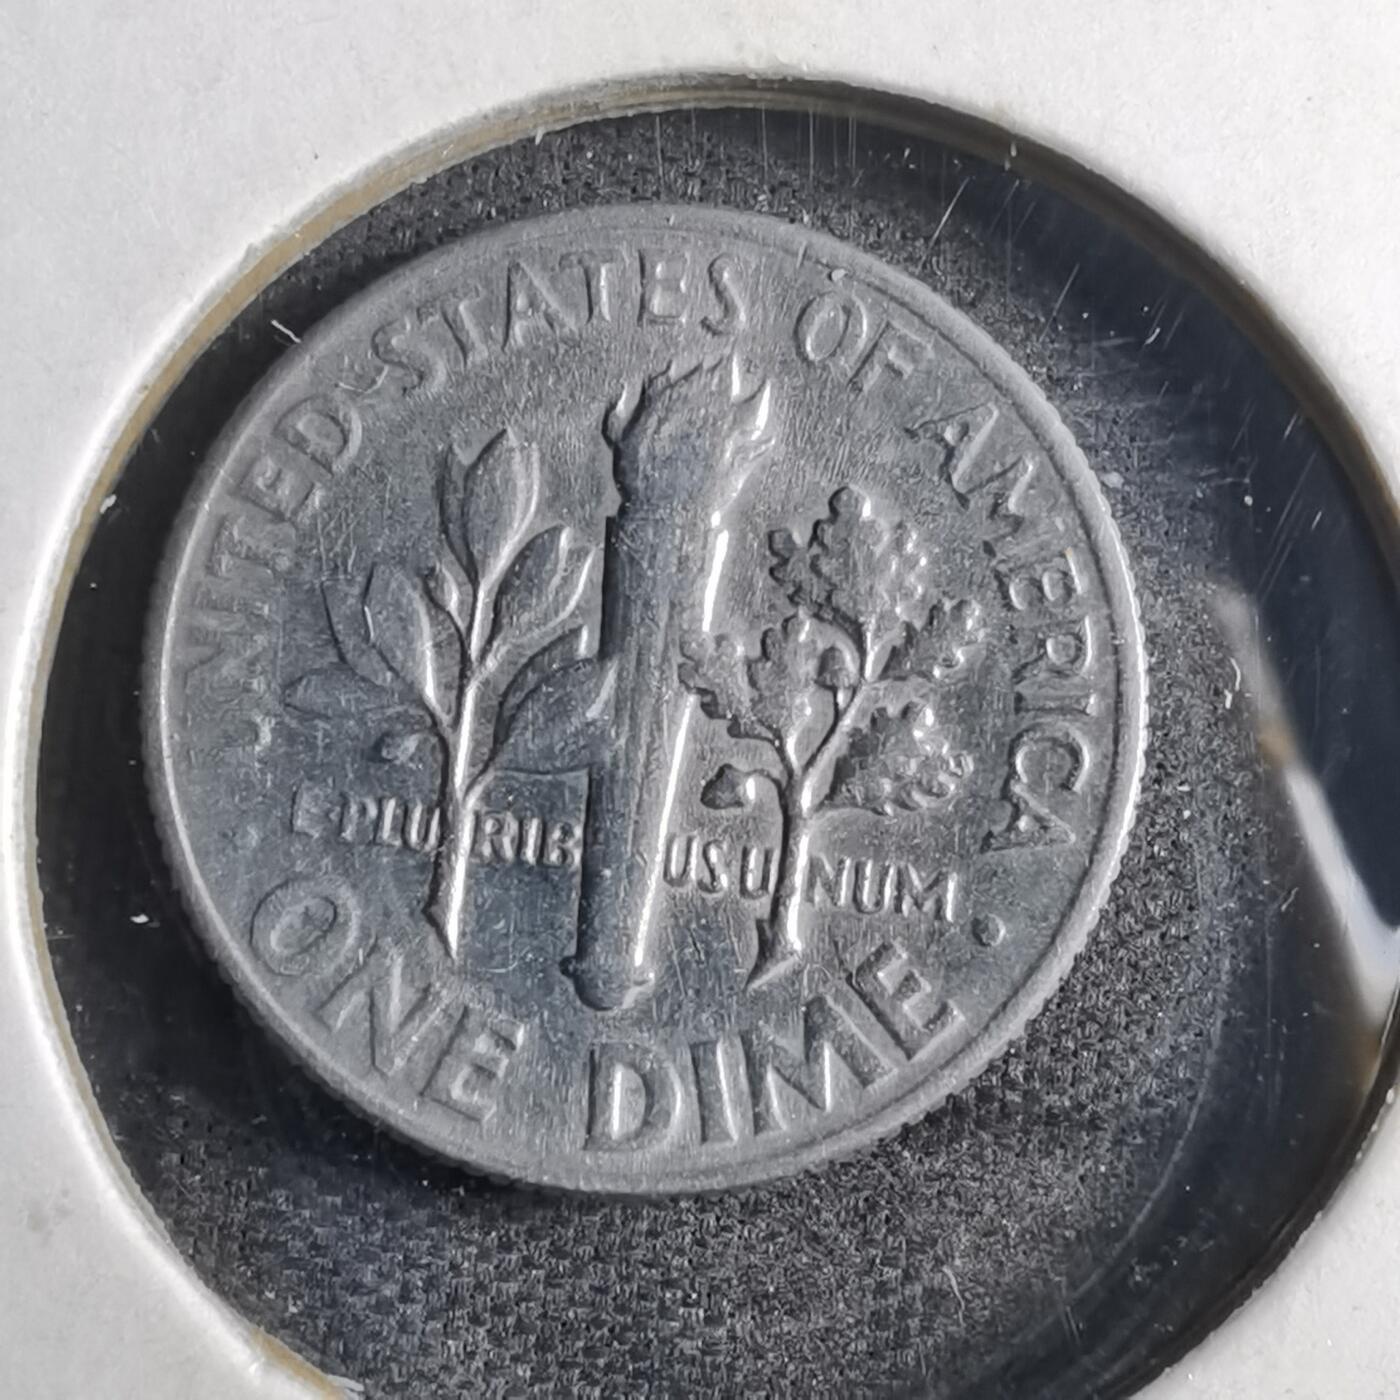 UNITED STATES OF AMERICA
E PLURIBUS UNUM
ONE DIME